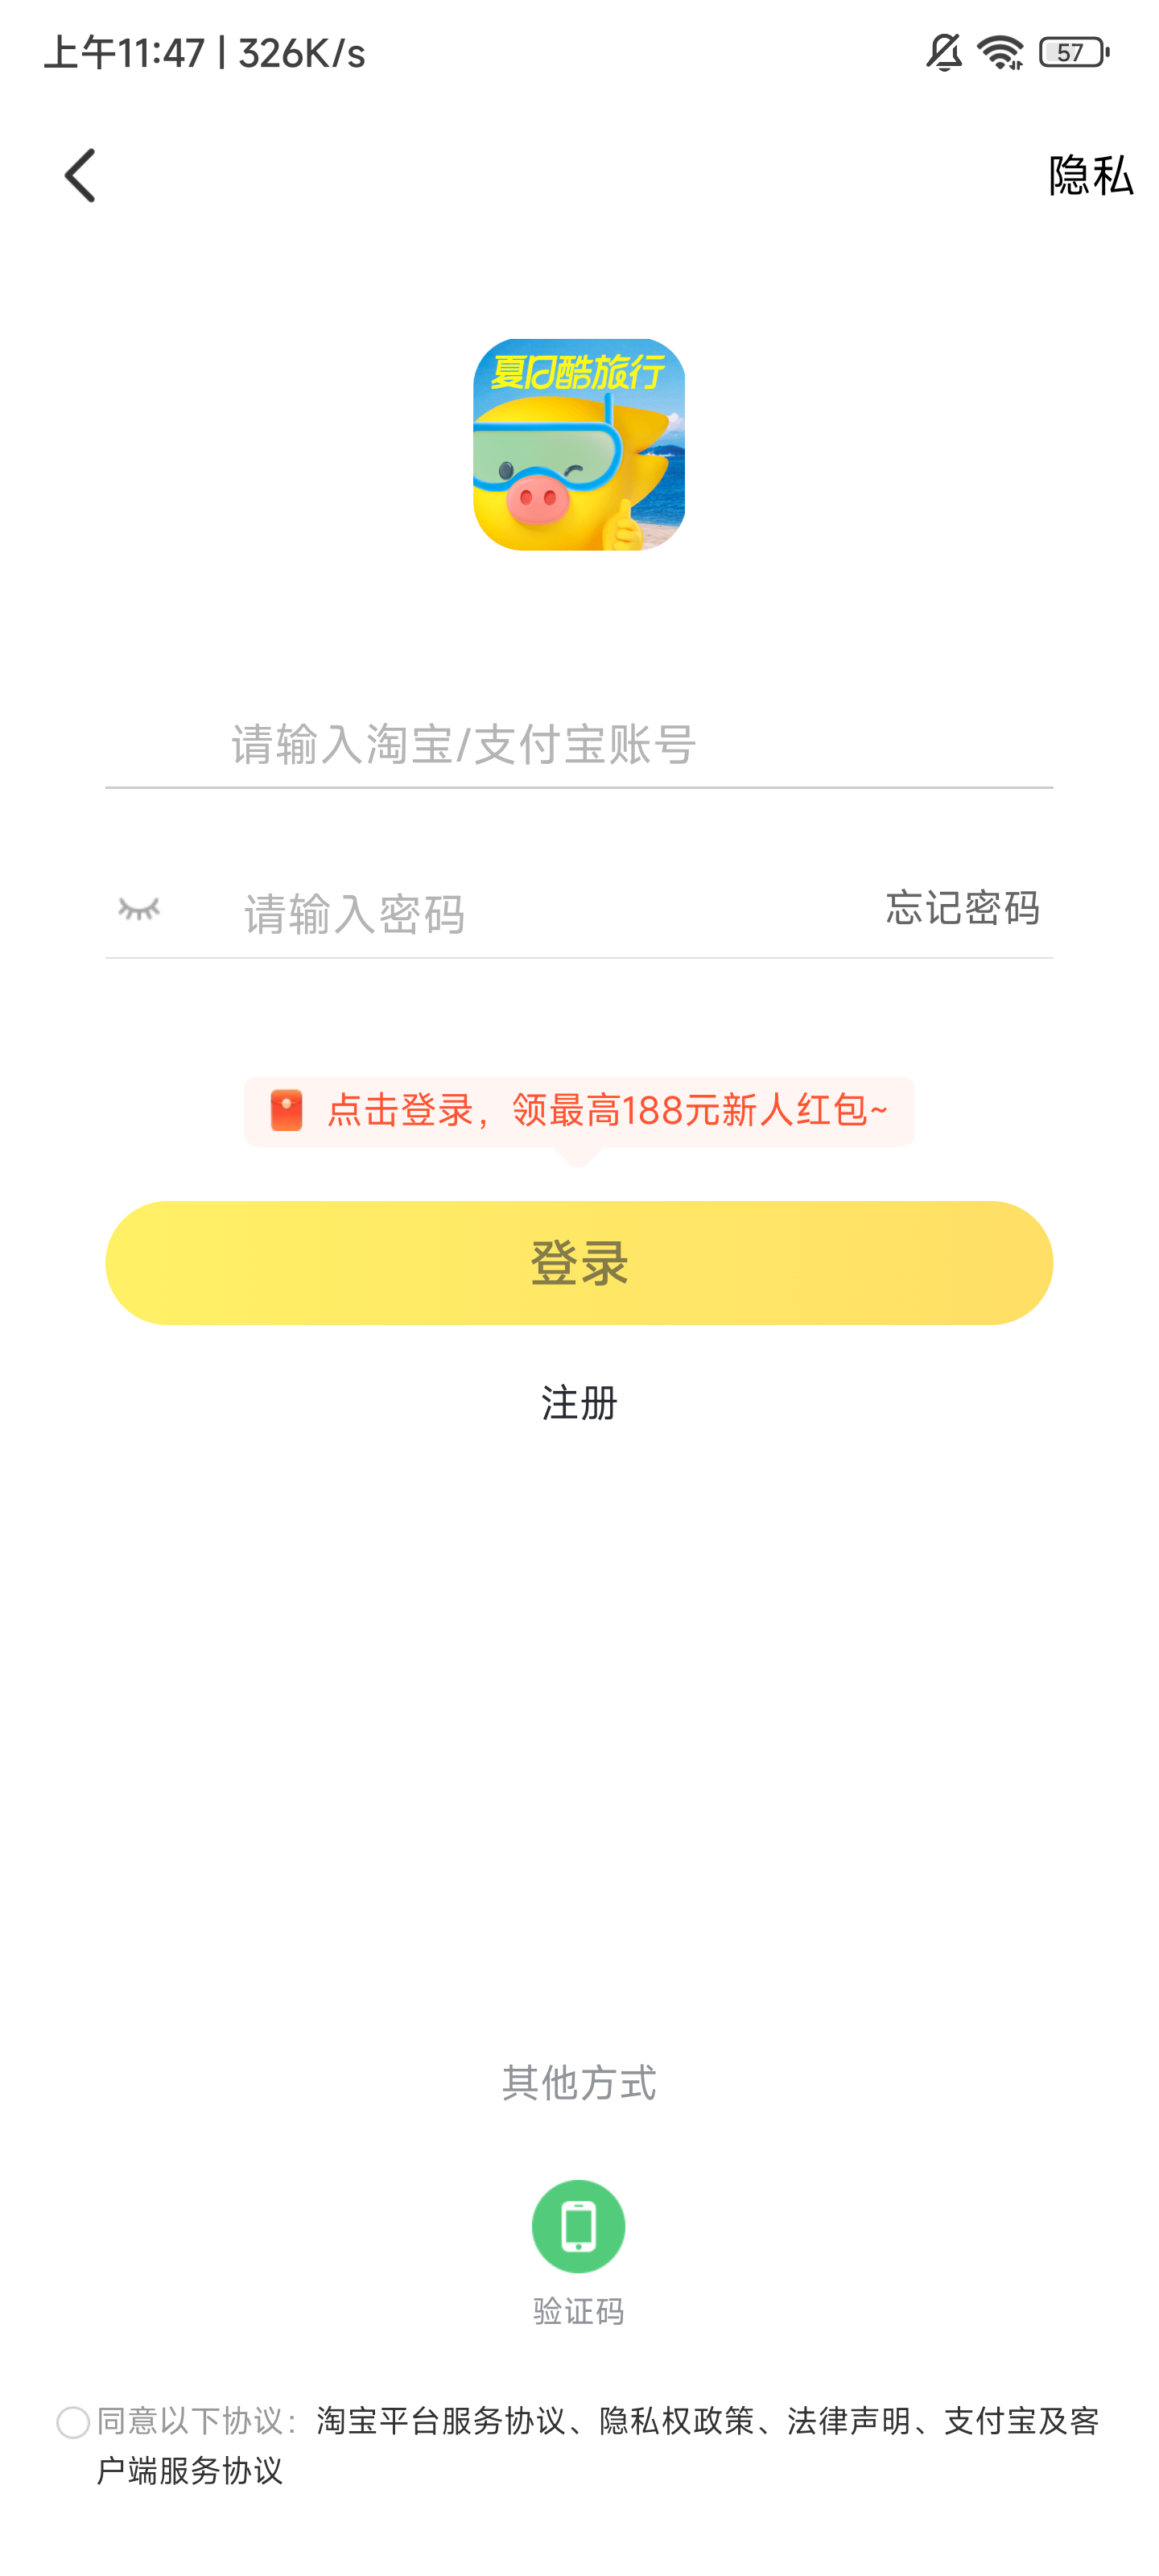 上午11:47 | 326K/s
57
隐私
夏日酷旅行
请输入淘宝/支付宝账号
请输入密码
忘记密码
点击登录，领最高188元新人红包~
登录
注册
其他方式
验证码
同意以下协议：淘宝平台服务协议、隐私权政策、法律声明、支付宝及客
户端服务协议